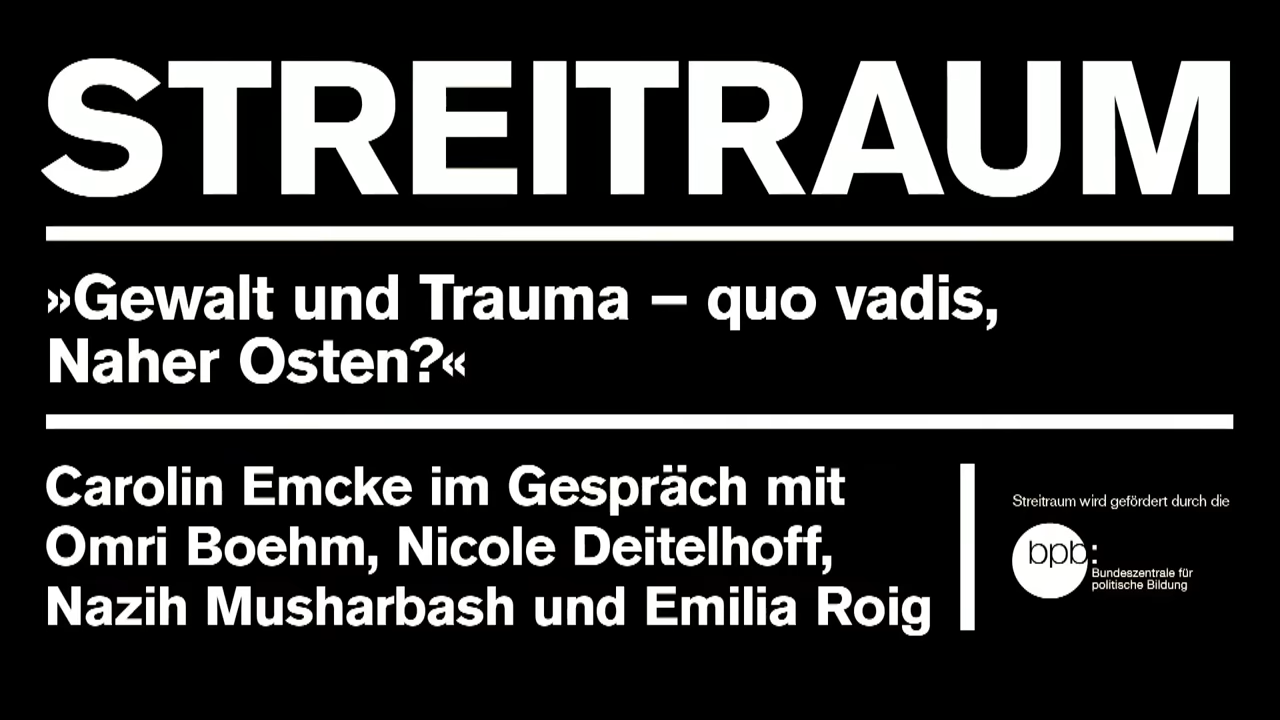 STREITRAUM
»Gewalt und Trauma – quo vadis,
Naher Osten?«
Carolin Emcke im Gespräch mit
Omri Boehm, Nicole Deitelhoff,
Nazih Musharbash und Emilia Roig
Streitraum wird gefördert durch die
bpb:
Bundeszentrale für
politische Bildung